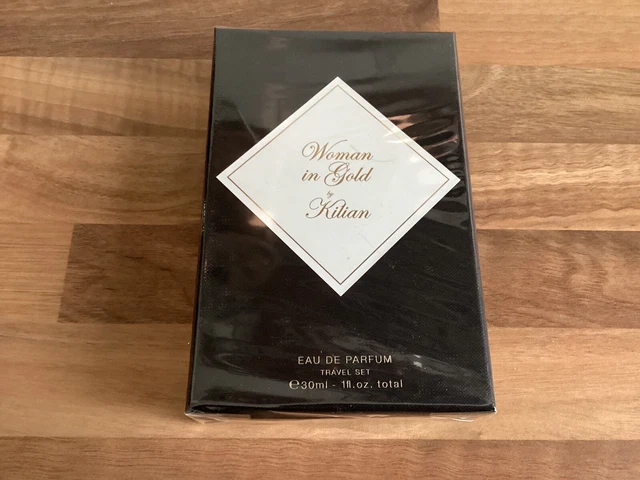 Woman
in Gold
by
Kilian
EAU DE PARFUM
TRAVEL SET
℮30ml - 1fl.oz. total